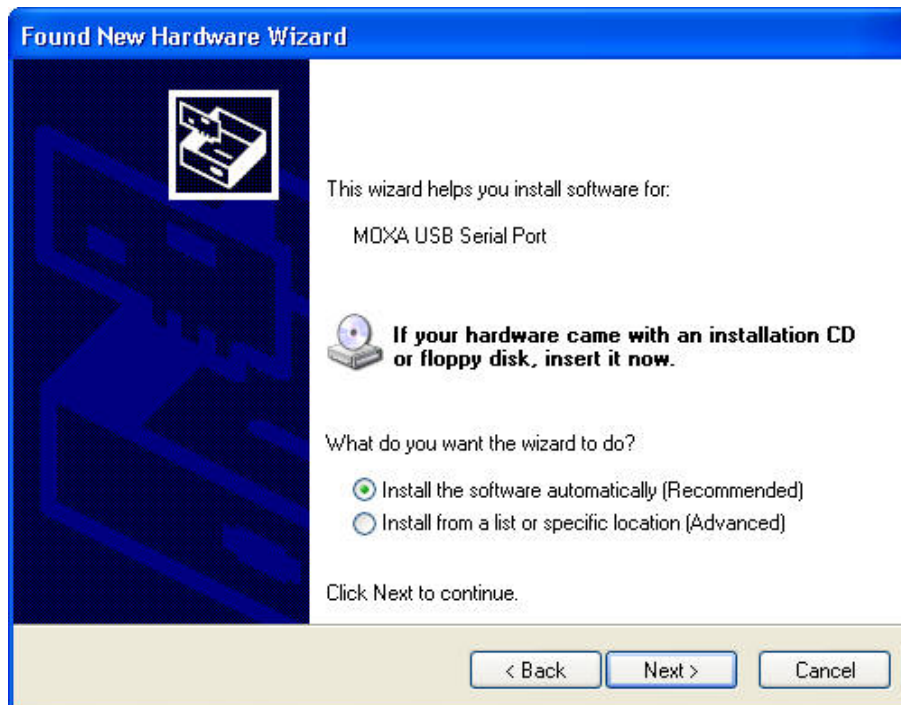 Found New Hardware Wizard
This wizard helps you install software for:
MOXA USB Serial Port
If your hardware came with an installation CD
or floppy disk, insert it now.
What do you want the wizard to do?
Install the software automatically (Recommended)
Install from a list or specific location (Advanced)
Click Next to continue.
< Back
Next >
Cancel